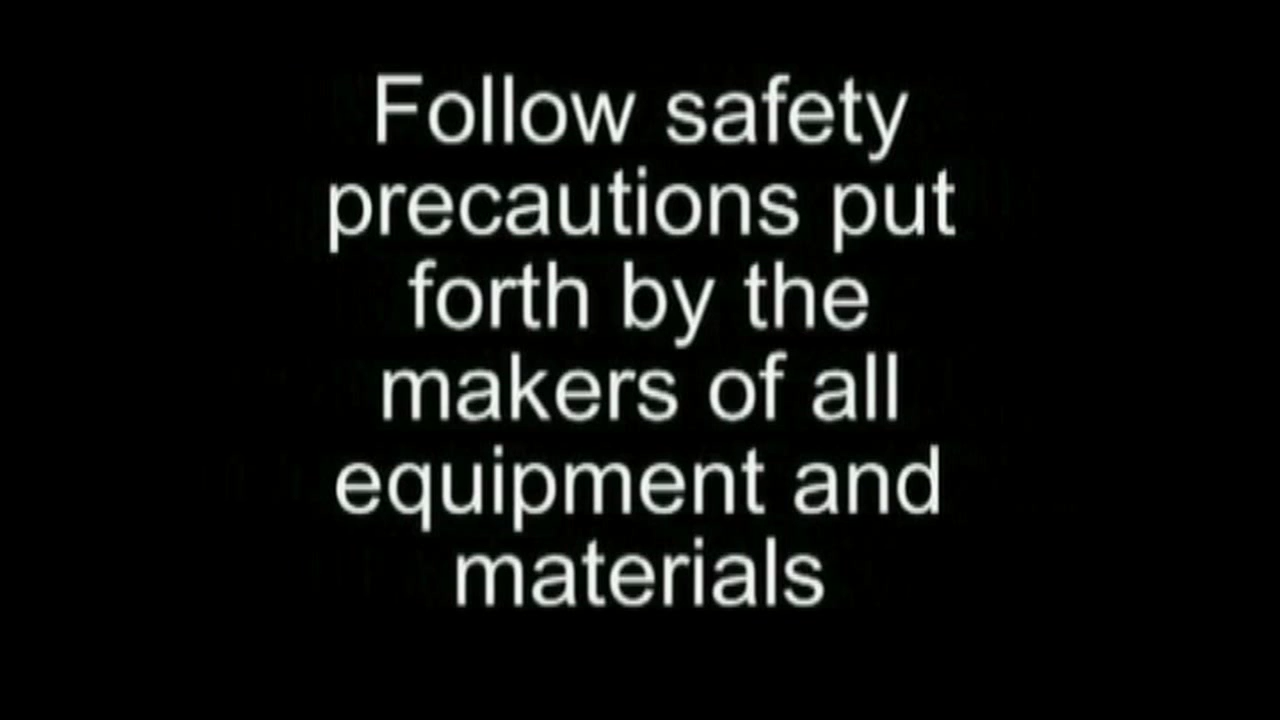 Follow safety
precautions put
forth by the
makers of all
equipment and
materials